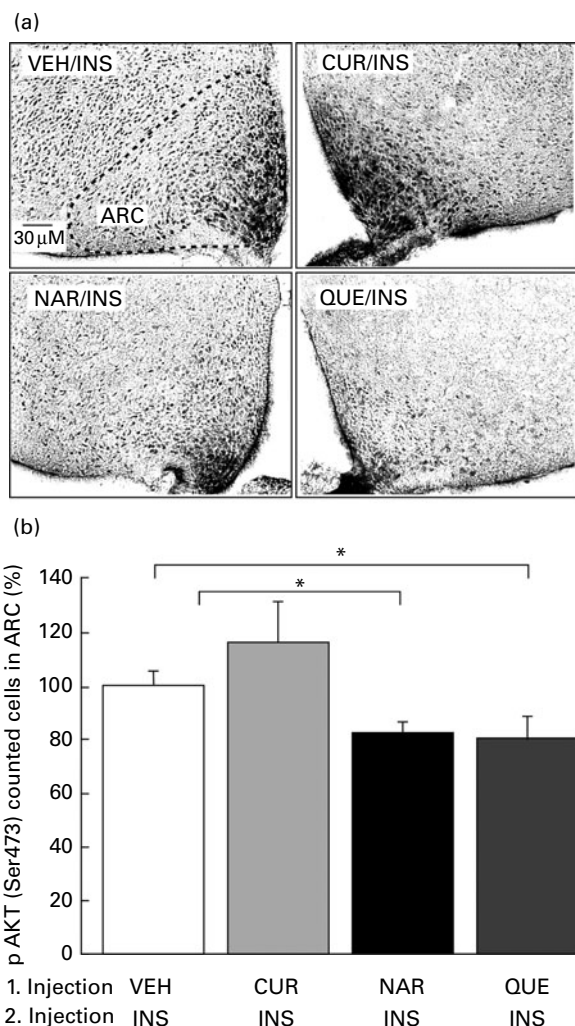 (a)
VEH/INS
CUR/INS
ARC
30 μM
NAR/INS
QUE/INS
(b)
p AKT (Ser473) counted cells in ARC (%)
140
120
100
80
60
40
20
0
*
*
1. Injection VEH CUR NAR QUE
2. Injection INS INS INS INS